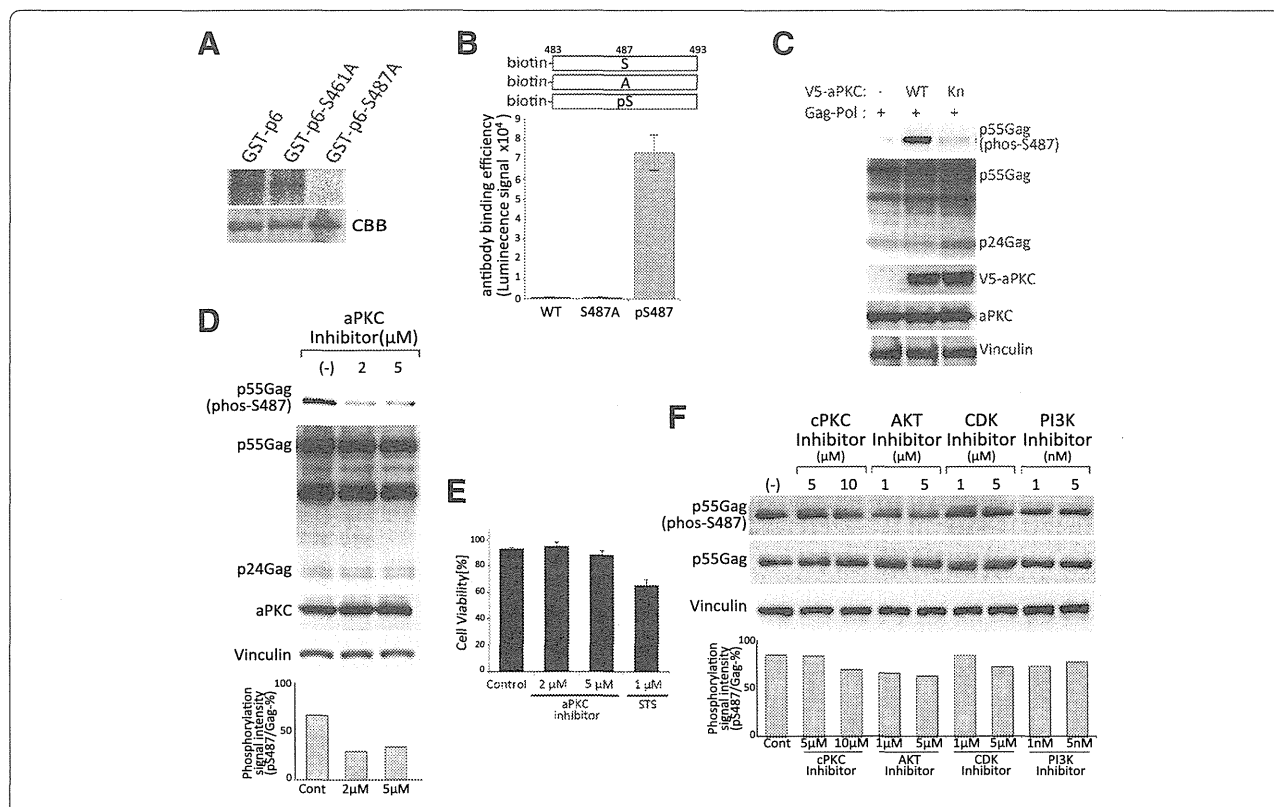 A
GST-p6
GST-p6-S461A
GST-p6-S487A
CBB
B
483 487 493
biotin- S
biotin- A
biotin- pS
antibody binding efficiency
(Luminecence signal x10⁴)
9
8
7
6
5
4
3
2
1
0
WT S487A pS487
C
V5-aPKC: - WT Kn
Gag-Pol : + + +
p55Gag
(phos-S487)
p55Gag
p24Gag
V5-aPKC
aPKC
Vinculin
D
aPKC
Inhibitor(μM)
(-) 2 5
p55Gag
(phos-S487)
p55Gag
p24Gag
aPKC
Vinculin
Phosphorylation
signal intensity
(pS487/Gag-%)
100
50
0
Cont 2μM 5μM
E
Cell Viability[%]
100
80
60
40
20
0
Control 2 μM 5 μM 1 μM
aPKC
inhibitor
STS
F
cPKC AKT CDK PI3K
Inhibitor Inhibitor Inhibitor Inhibitor
(μM) (μM) (μM) (nM)
(-) 5 10 1 5 1 5 1 5
p55Gag
(phos-S487)
p55Gag
Vinculin
Phosphorylation
signal intensity
(pS487/Gag-%)
100
50
0
Cont 5μM 10μM 1μM 5μM 1μM 5μM 1nM 5nM
cPKC AKT CDK PI3K
Inhibitor Inhibitor Inhibitor Inhibitor